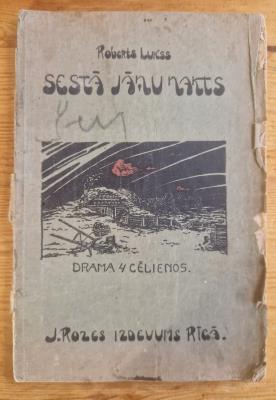 Roberts Lukss
SESTĀ JĀŅU NAKTS
DRAMA 4 CĒLIENOS.
J. ROZES IZDEVUMS RĪGĀ.